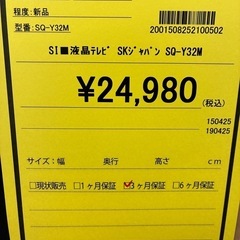 程度:新品
型番:SQ-Y32M
2001508252100502
SI■液晶テレビ SKジャパン SQ-Y32M
¥24,980
(税込)
150425
190425
サイズ:幅 奥行 高さ cm
□現状販売 □1ヶ月保証 ☑3ヶ月保証 □6ヶ月保証